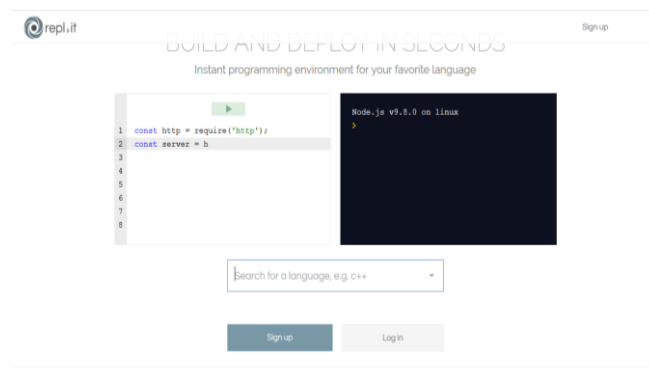 repl.it
Sign up
BUILD AND DEPLOY IN SECONDS
Instant programming environment for your favorite language
1 const http = require('http');
2 const server = h
3
4
5
6
7
8
Node.js v9.8.0 on linux
>
Search for a language, e.g. c++
Sign up
Log in